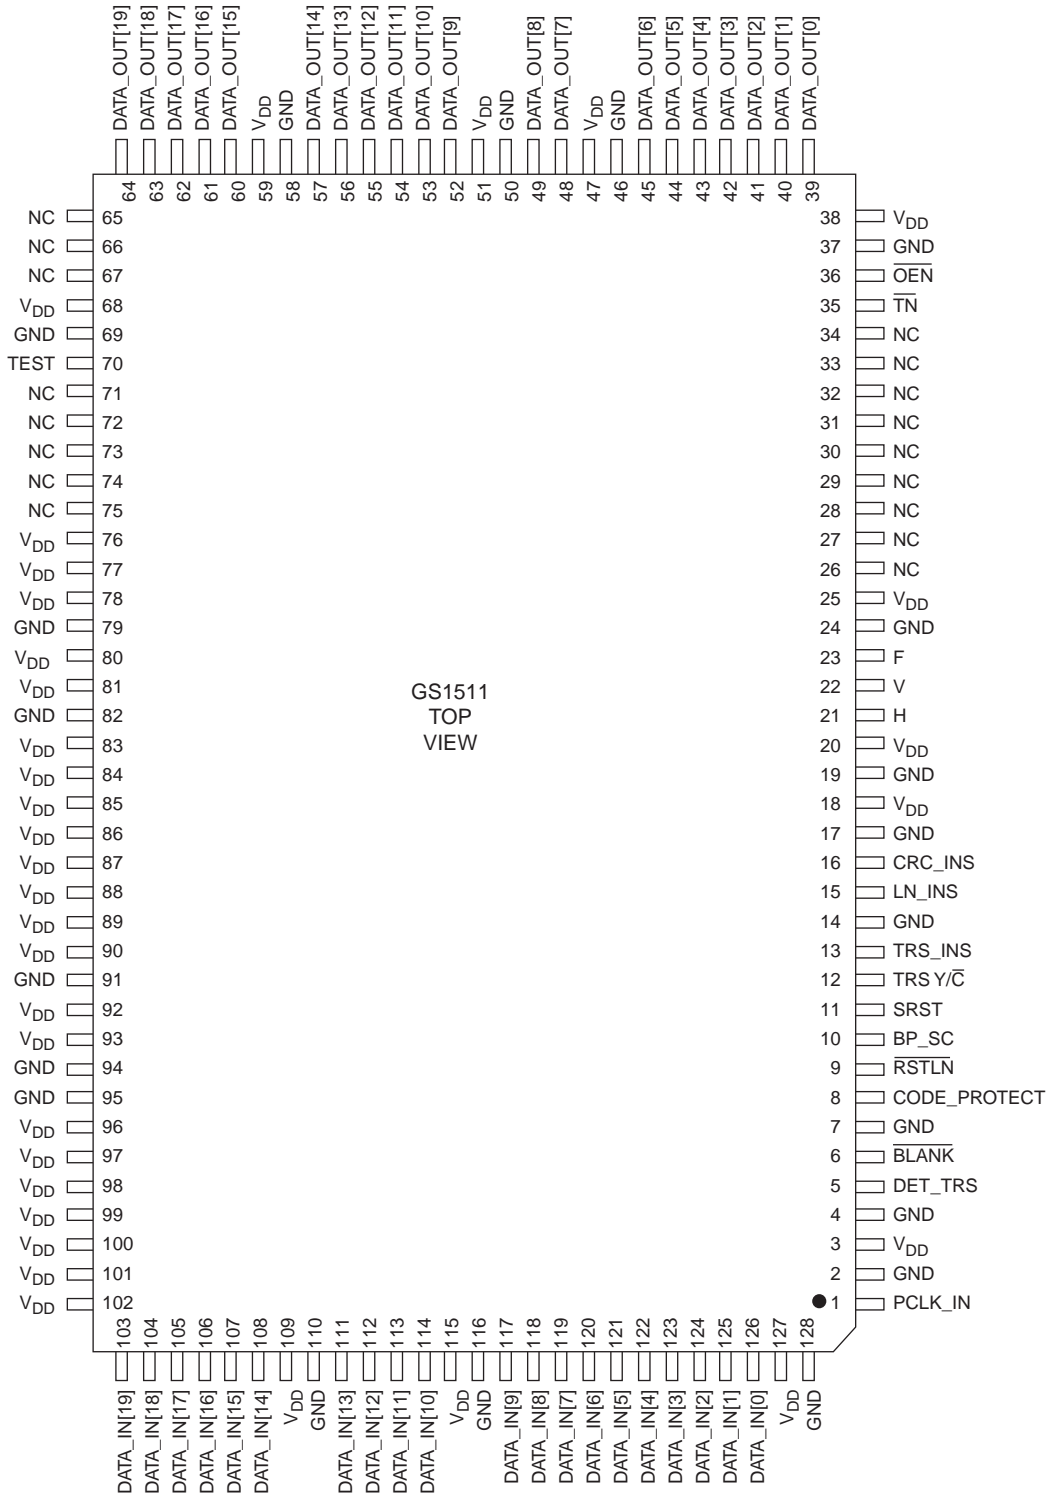 DATA_OUT[19]
DATA_OUT[18]
DATA_OUT[17]
DATA_OUT[16]
DATA_OUT[15]
VDD
GND
DATA_OUT[14]
DATA_OUT[13]
DATA_OUT[12]
DATA_OUT[11]
DATA_OUT[10]
DATA_OUT[9]
VDD
GND
DATA_OUT[8]
DATA_OUT[7]
VDD
GND
DATA_OUT[6]
DATA_OUT[5]
DATA_OUT[4]
DATA_OUT[3]
DATA_OUT[2]
DATA_OUT[1]
DATA_OUT[0]
64 63 62 61 60 59 58 57 56 55 54 53 52 51 50 49 48 47 46 45 44 43 42 41 40 39
NC 65 38 VDD
NC 66 37 GND
NC 67 36 OEN
VDD 68 35 TN
GND 69 34 NC
TEST 70 33 NC
NC 71 32 NC
NC 72 31 NC
NC 73 30 NC
NC 74 29 NC
NC 75 28 NC
VDD 76 27 NC
VDD 77 26 NC
VDD 78 25 VDD
GND 79 24 GND
VDD 80 23 F
VDD 81 22 V
GND 82 21 H
VDD 83 20 VDD
VDD 84 19 GND
VDD 85 18 VDD
VDD 86 17 GND
VDD 87 16 CRC_INS
VDD 88 15 LN_INS
VDD 89 14 GND
VDD 90 13 TRS_INS
GND 91 12 TRS Y/C
VDD 92 11 SRST
VDD 93 10 BP_SC
GND 94 9 RSTLN
GND 95 8 CODE_PROTECT
VDD 96 7 GND
VDD 97 6 BLANK
VDD 98 5 DET_TRS
VDD 99 4 GND
VDD 100 3 VDD
VDD 101 2 GND
VDD 102 1 PCLK_IN
GS1511
TOP
VIEW
103 104 105 106 107 108 109 110 111 112 113 114 115 116 117 118 119 120 121 122 123 124 125 126 127 128
DATA_IN[19]
DATA_IN[18]
DATA_IN[17]
DATA_IN[16]
DATA_IN[15]
DATA_IN[14]
VDD
GND
DATA_IN[13]
DATA_IN[12]
DATA_IN[11]
DATA_IN[10]
VDD
GND
DATA_IN[9]
DATA_IN[8]
DATA_IN[7]
DATA_IN[6]
DATA_IN[5]
DATA_IN[4]
DATA_IN[3]
DATA_IN[2]
DATA_IN[1]
DATA_IN[0]
VDD
GND